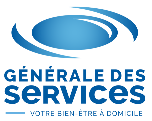 GÉNÉRALE DES
services
VOTRE BIEN-ÊTRE À DOMICILE